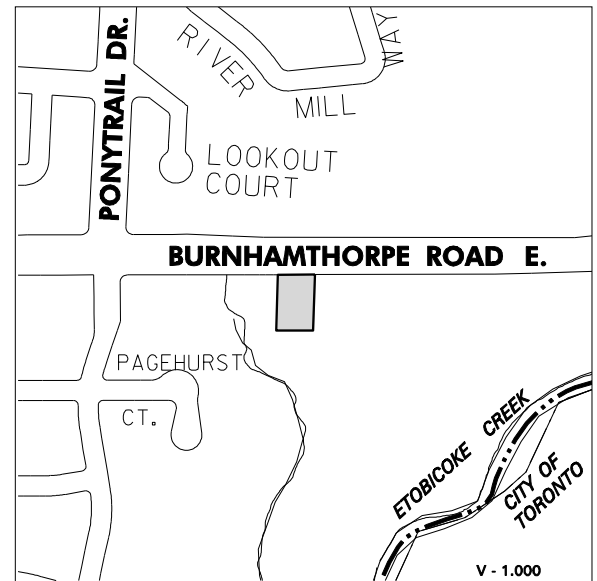 PONYTRAIL DR.
RIVER
MILL
WAY
LOOKOUT
COURT
BURNHAMTHORPE ROAD E.
PAGEHURST
CT.
ETOBICOKE CREEK
CITY OF
TORONTO
V - 1.000